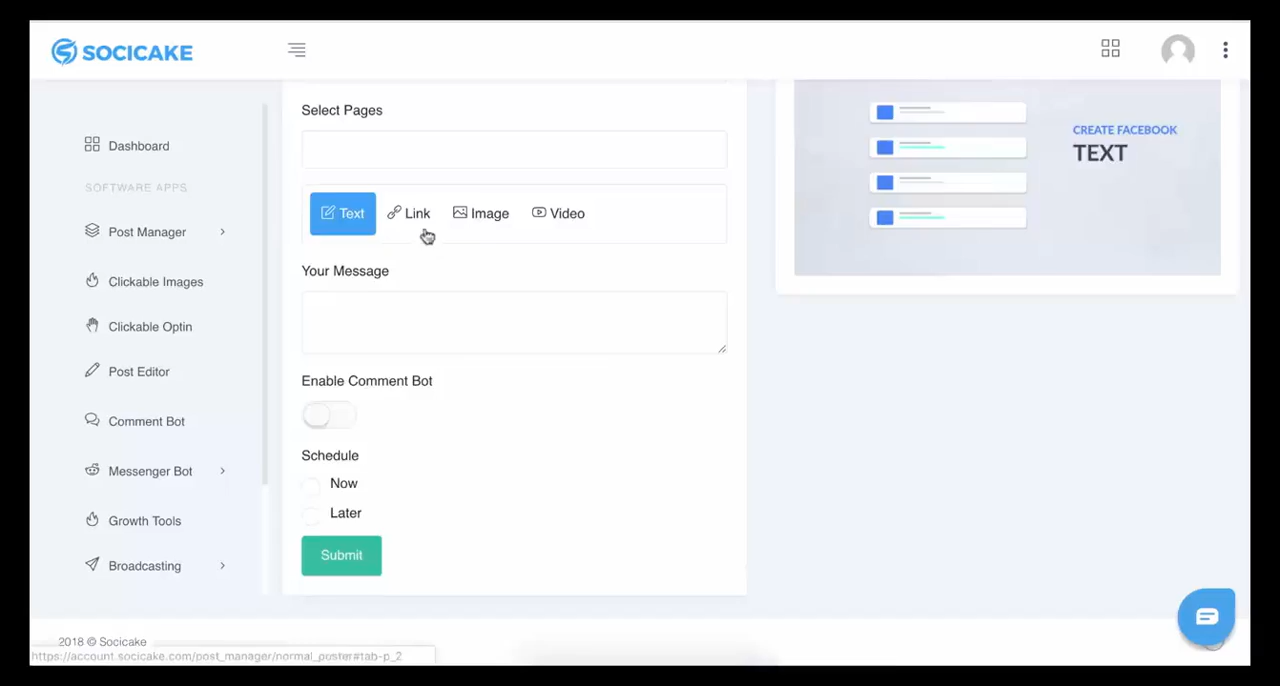 SOCICAKE
Dashboard
SOFTWARE APPS
Post Manager
Clickable Images
Clickable Optin
Post Editor
Comment Bot
Messenger Bot
Growth Tools
Broadcasting
Select Pages
Text Link Image Video
Your Message
Enable Comment Bot
Schedule
Now
Later
Submit
CREATE FACEBOOK
TEXT
2018 © Socicake
https://account.socicake.com/post_manager/normal_poster#tab-p_2